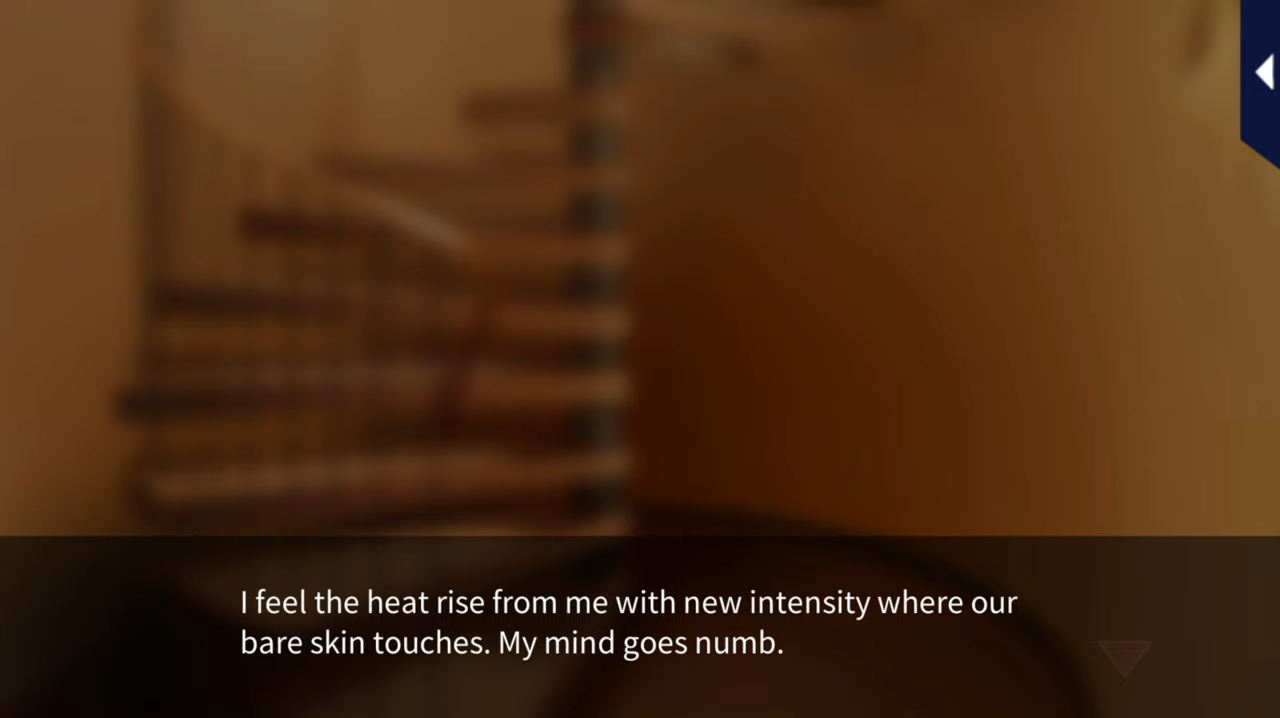 I feel the heat rise from me with new intensity where our
bare skin touches. My mind goes numb.